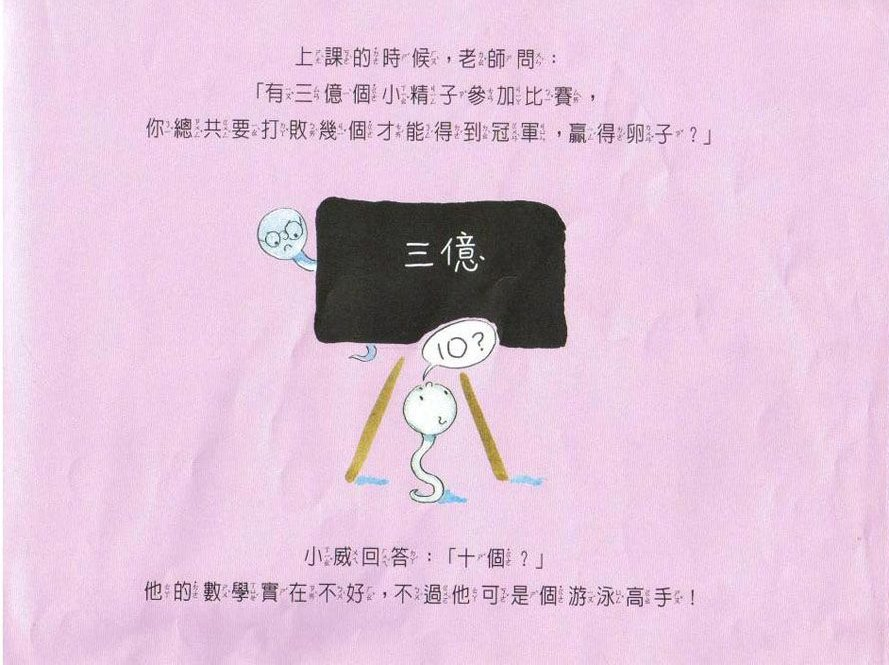 上課的時候，老師問：
「有三億個小精子參加比賽，
你總共要打敗幾個才能得到冠軍，贏得卵子？」
三億
10?
小威回答：「十個？」
他的數學實在不好，不過他可是個游泳高手！